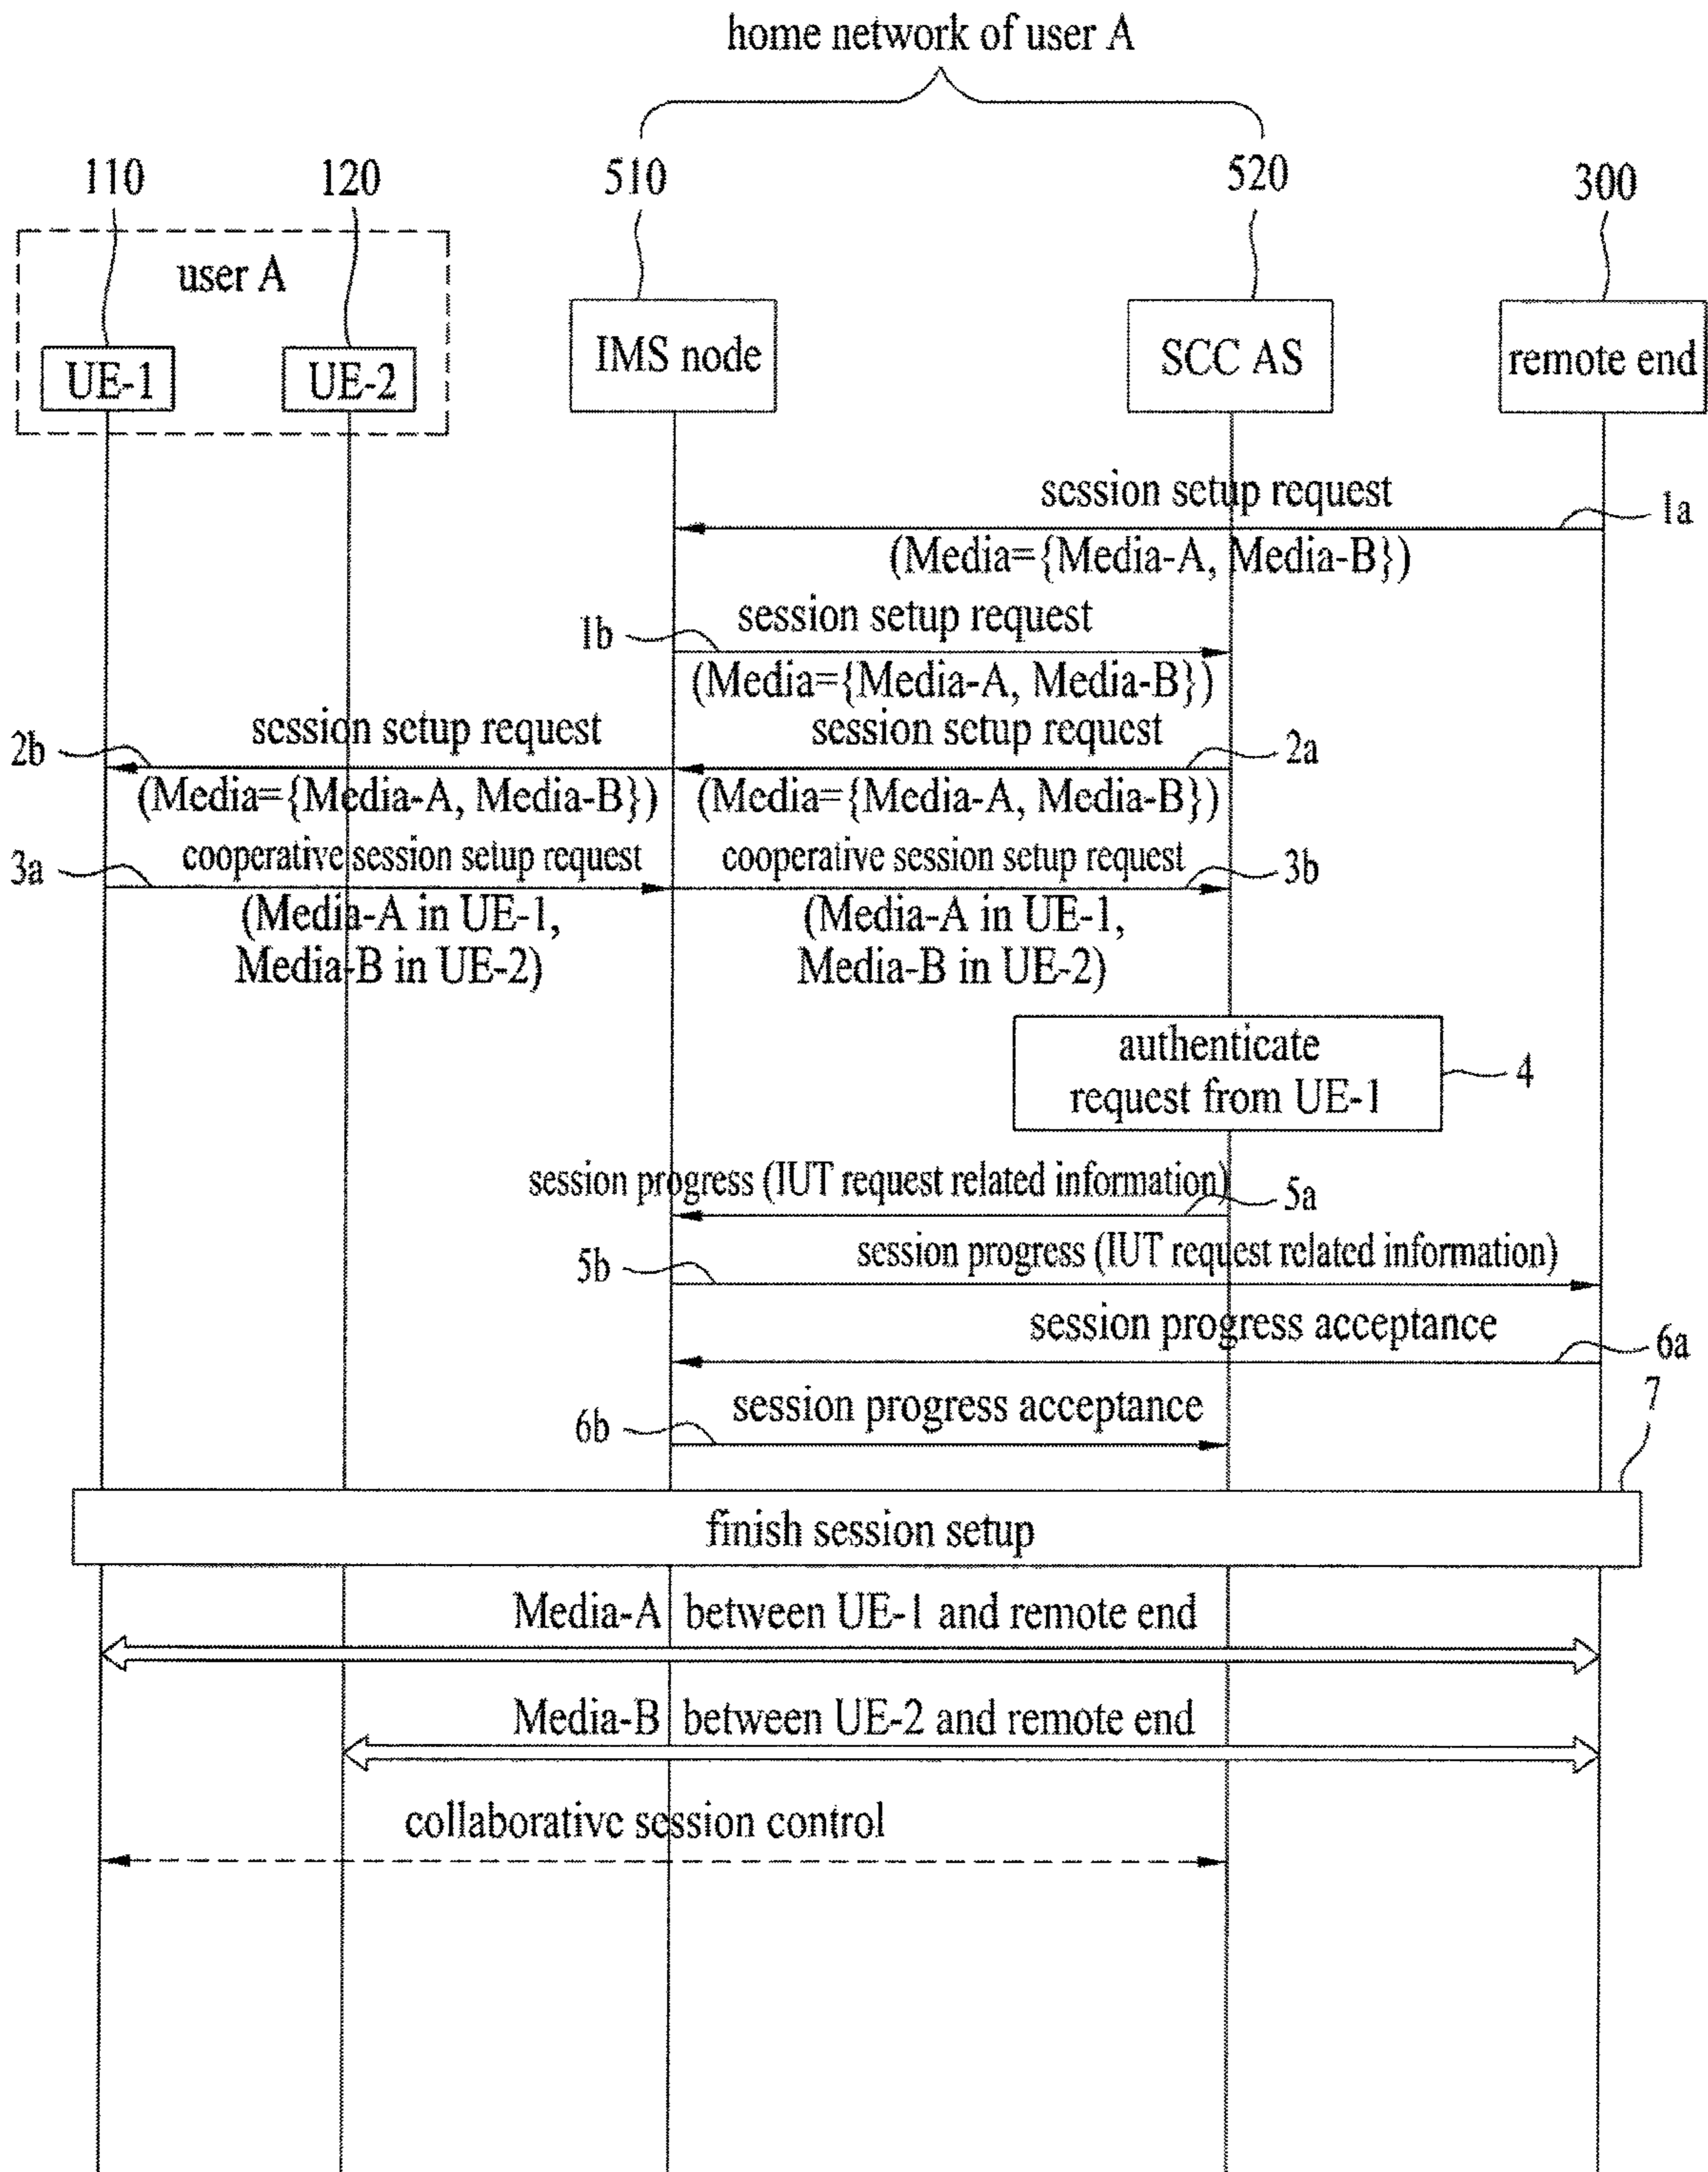 home network of user A
110
120
510
520
300
user A
UE-1
UE-2
IMS node
SCC AS
remote end
session setup request
1a
(Media={Media-A, Media-B})
session setup request
1b
(Media={Media-A, Media-B})
session setup request
session setup request
2b
2a
(Media={Media-A, Media-B})
(Media={Media-A, Media-B})
cooperative session setup request
cooperative session setup request
3a
3b
(Media-A in UE-1,
Media-B in UE-2)
(Media-A in UE-1,
Media-B in UE-2)
authenticate
request from UE-1
4
session progress (IUT request related information)
5a
session progress (IUT request related information)
5b
session progress acceptance
6a
session progress acceptance
6b
7
finish session setup
Media-A between UE-1 and remote end
Media-B between UE-2 and remote end
collaborative session control